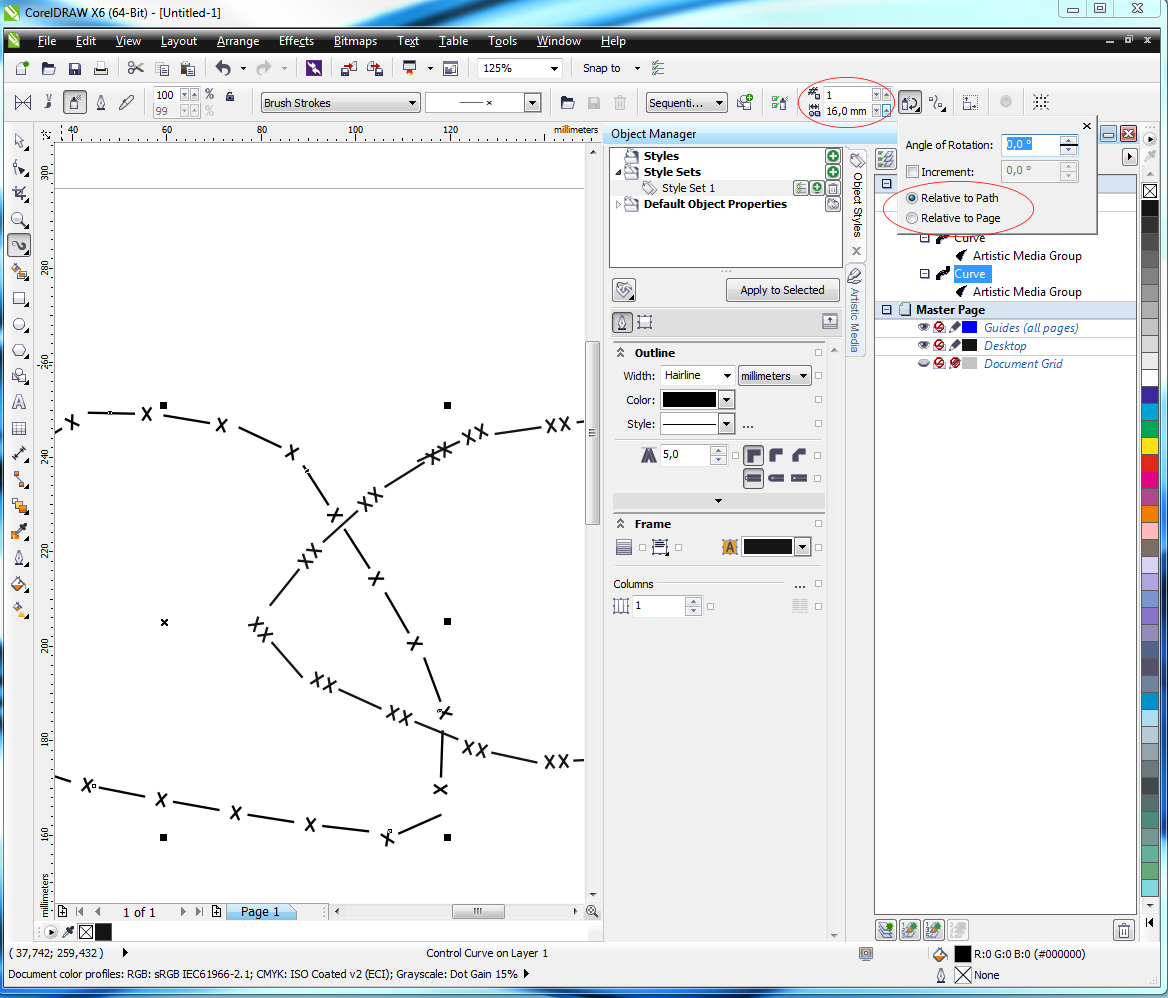 CorelDRAW X6 (64-Bit) - [Untitled-1]
File Edit View Layout Arrange Effects Bitmaps Text Table Tools Window Help
125% Snap to
100 %
99 %
Brush Strokes
Sequenti...
1
16,0 mm
40 60 80 100 120 millimeters
300
280
260
240
220
200
180
160
millimeters
Object Manager
Styles
Style Sets
Style Set 1
Default Object Properties
Object Styles
Artistic Media
Apply to Selected
Outline
Width: Hairline millimeters
Color:
Style: ...
5,0
Frame
Columns ...
1
Angle of Rotation: 0,0 °
Increment: 0,0 °
Relative to Path
Relative to Page
Curve
Artistic Media Group
Curve
Artistic Media Group
Master Page
Guides (all pages)
Desktop
Document Grid
1 of 1 Page 1
( 37,742; 259,432 ) Control Curve on Layer 1 R:0 G:0 B:0 (#000000)
Document color profiles: RGB: sRGB IEC61966-2.1; CMYK: ISO Coated v2 (ECI); Grayscale: Dot Gain 15% None